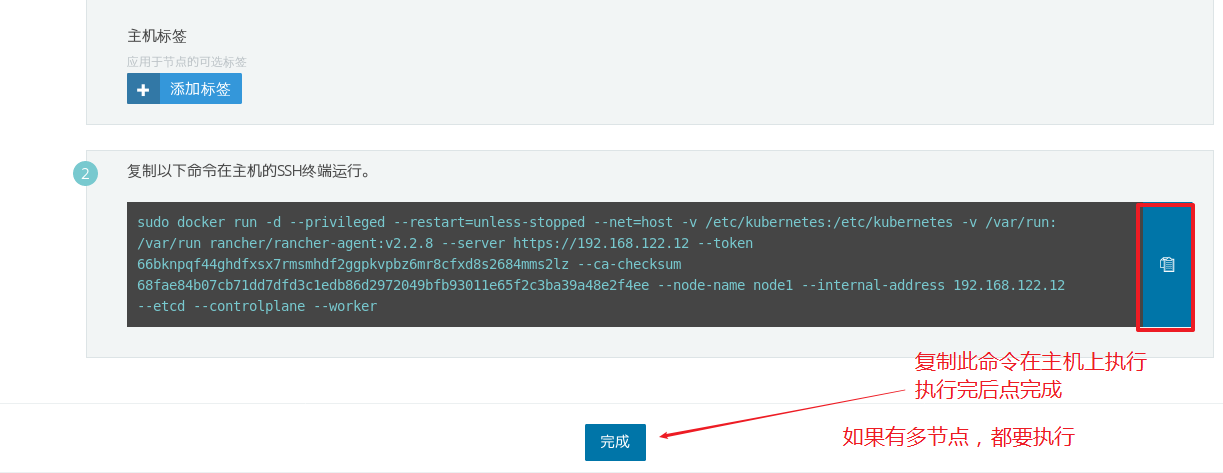 主机标签
应用于节点的可选标签
添加标签
2
复制以下命令在主机的SSH终端运行。
sudo docker run -d --privileged --restart=unless-stopped --net=host -v /etc/kubernetes:/etc/kubernetes -v /var/run:
/var/run rancher/rancher-agent:v2.2.8 --server https://192.168.122.12 --token
66bknpqf44ghdfxsx7rmsmhdf2ggpkvpbz6mr8cfxd8s2684mms2lz --ca-checksum
68fae84b07cb71dd7dfd3c1edb86d2972049bfb93011e65f2c3ba39a48e2f4ee --node-name node1 --internal-address 192.168.122.12
--etcd --controlplane --worker
复制此命令在主机上执行
执行完后点完成
完成
如果有多节点，都要执行